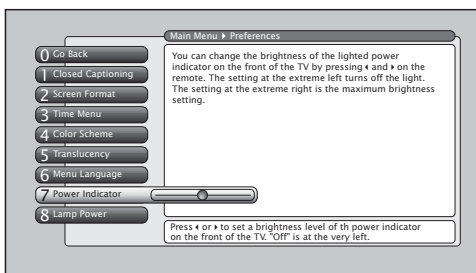 Main Menu ▸ Preferences
0 Go Back
1 Closed Captioning
2 Screen Format
3 Time Menu
4 Color Scheme
5 Translucency
6 Menu Language
7 Power Indicator
8 Lamp Power
You can change the brightness of the lighted power
indicator on the front of the TV by pressing ◂ and ▸ on the
remote. The setting at the extreme left turns off the light.
The setting at the extreme right is the maximum brightness
setting.
Press ◂ or ▸ to set a brightness level of th power indicator
on the front of the TV. "Off" is at the very left.